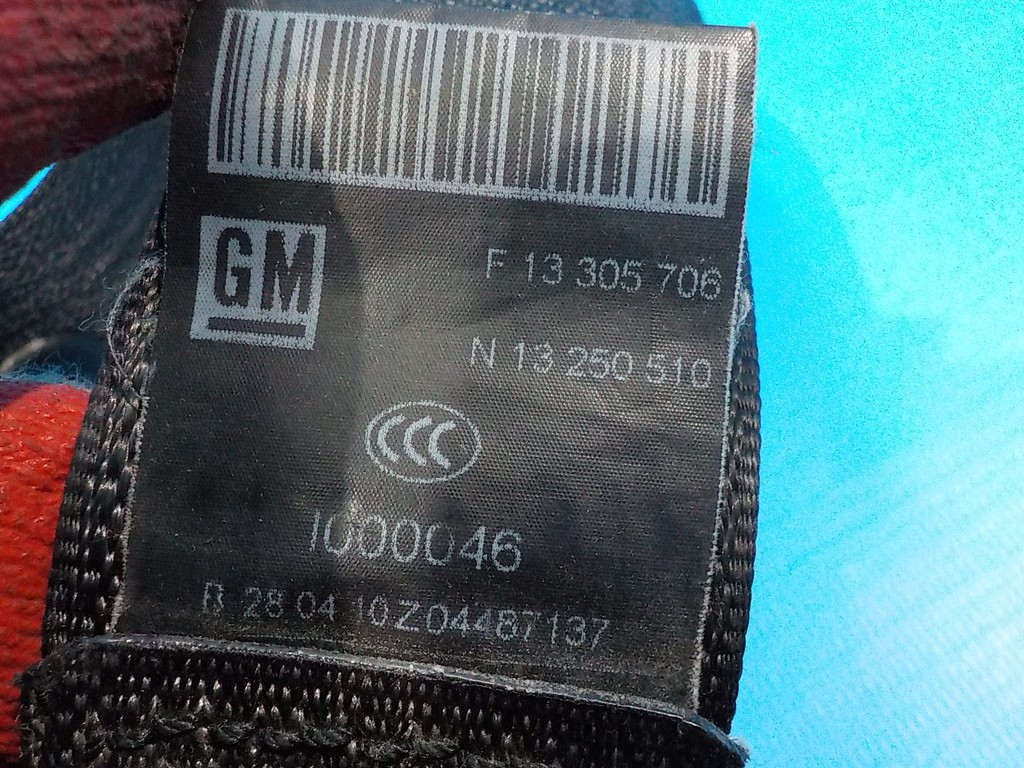 GM
F 13 305 706
N 13 250 510
CCC
I000046
R 28 04 10Z04487137